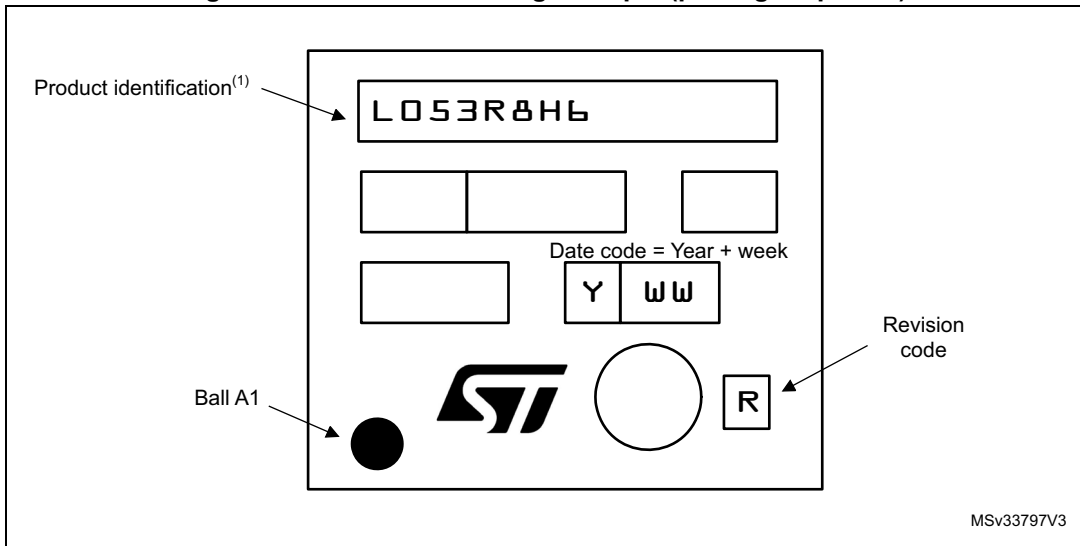 Product identification(1)
L053R8H6
Date code = Year + week
Y WW
Revision
code
Ball A1
R
MSv33797V3